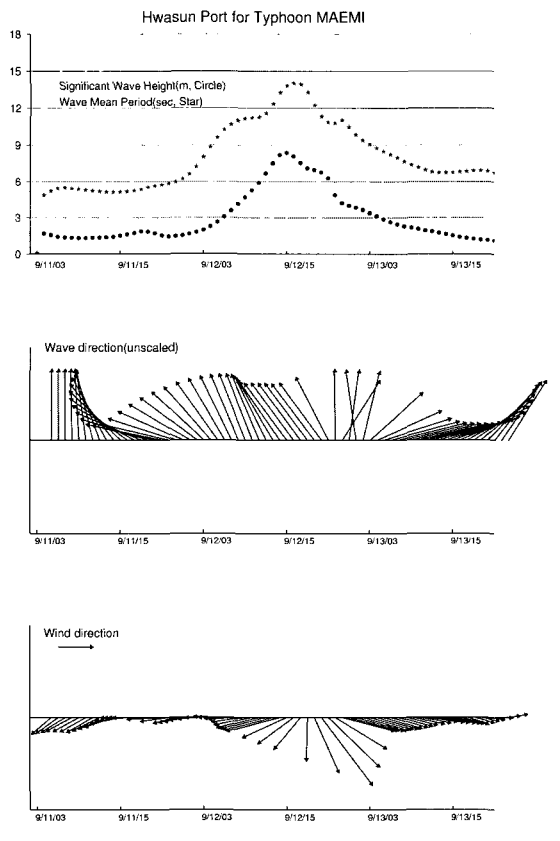 Hwasun Port for Typhoon MAEMI
18
15
Significant Wave Height(m, Circle)
12
Wave Mean Period(sec, Star)
9
6
3
0
9/11/03 9/11/15 9/12/03 9/12/15 9/13/03 9/13/15
Wave direction(unscaled)
9/11/03 9/11/15 9/12/03 9/12/15 9/13/03 9/13/15
Wind direction
9/11/03 9/11/15 9/12/03 9/12/15 9/13/03 9/13/15